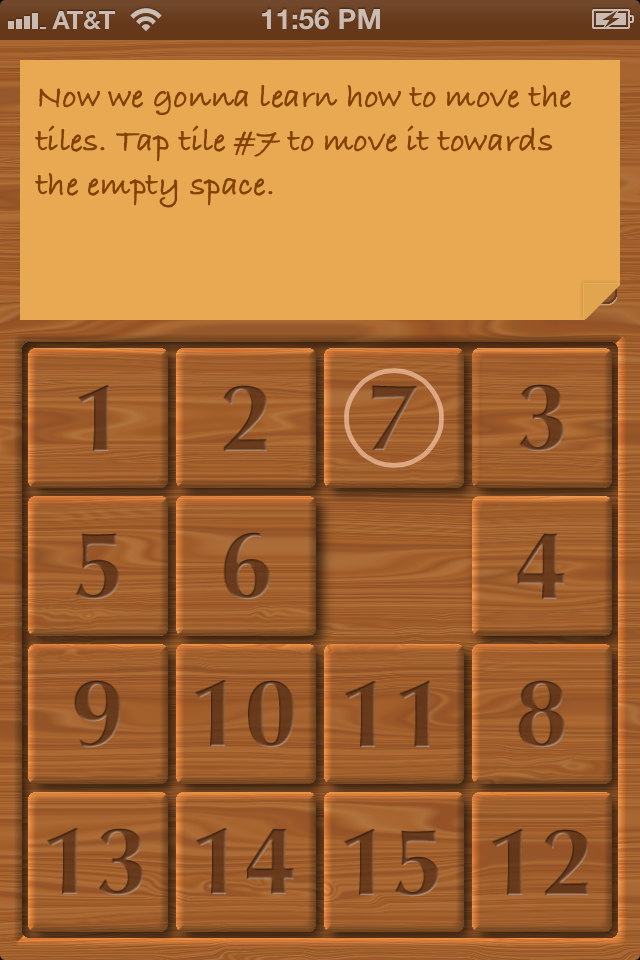 AT&T 11:56 PM
Now we gonna learn how to move the
tiles. Tap tile #7 to move it towards
the empty space.
1 2 7 3
5 6 4
9 10 11 8
13 14 15 12